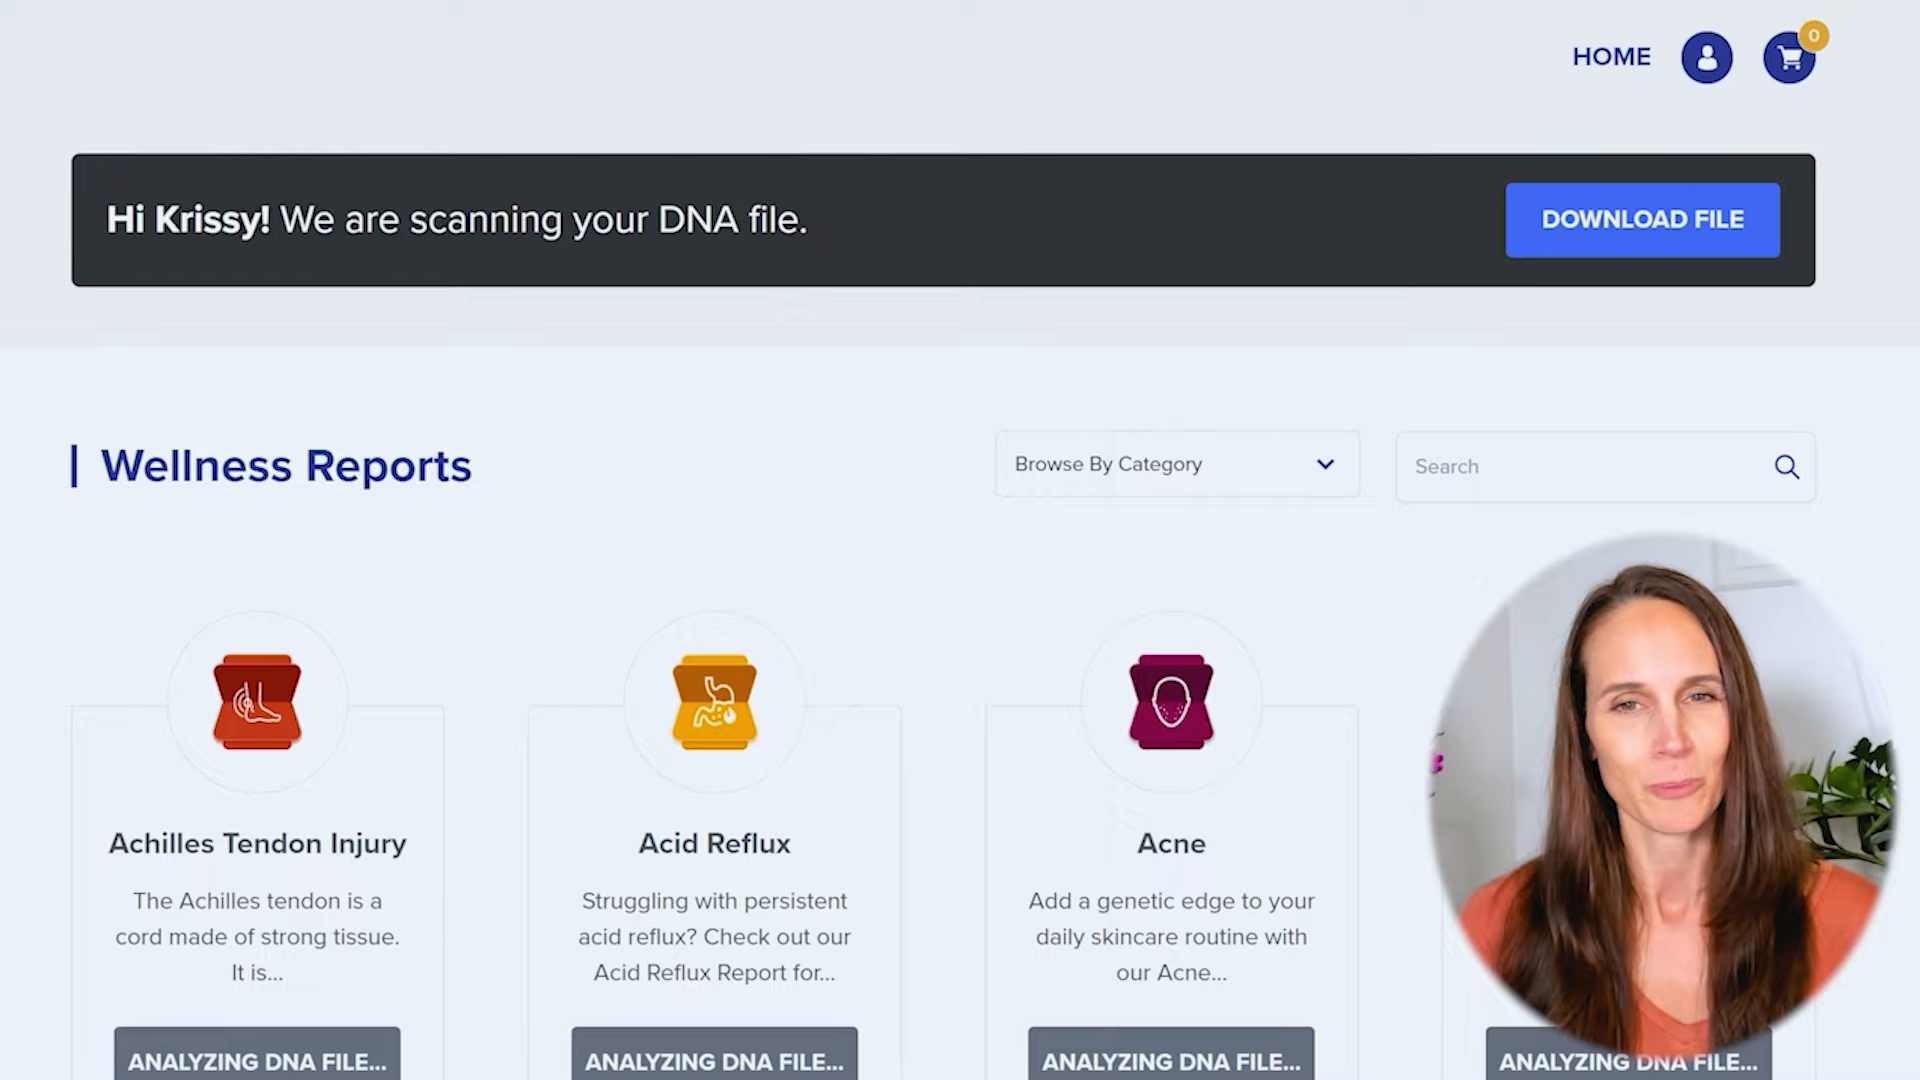 HOME
0
Hi Krissy! We are scanning your DNA file.
DOWNLOAD FILE
Wellness Reports
Browse By Category
Search
Achilles Tendon Injury
The Achilles tendon is a
cord made of strong tissue.
It is...
ANALYZING DNA FILE...
Acid Reflux
Struggling with persistent
acid reflux? Check out our
Acid Reflux Report for...
ANALYZING DNA FILE...
Acne
Add a genetic edge to your
daily skincare routine with
our Acne...
ANALYZING DNA FILE...
ANALYZING DNA FILE...